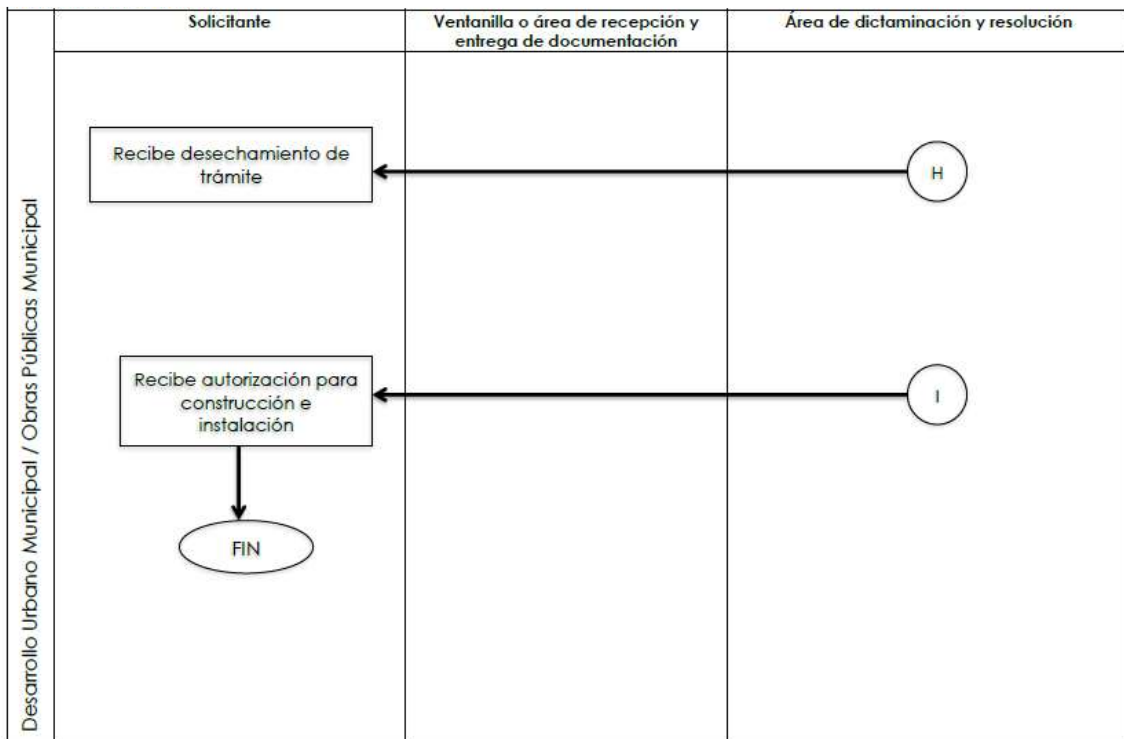 Solicitante
Ventanilla o área de recepción y
entrega de documentación
Área de dictaminación y resolución
Desarrollo Urbano Municipal / Obras Públicas Municipal
Recibe desechamiento de
trámite
H
Recibe autorización para
construcción e
instalación
I
FIN